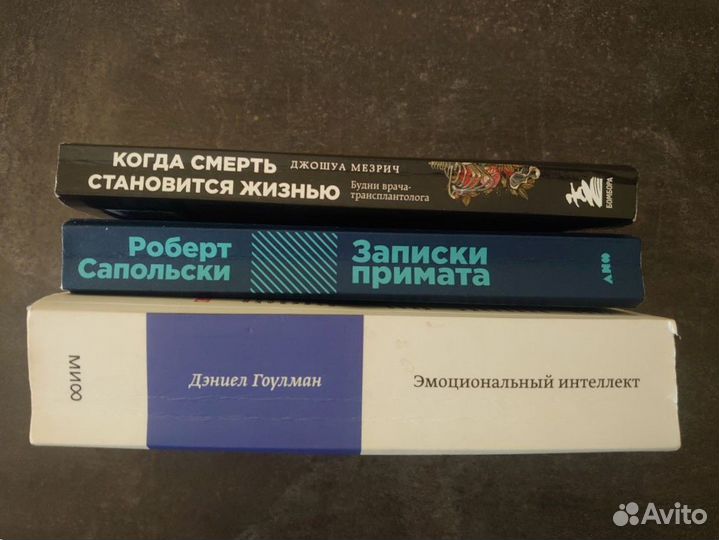 КОГДА СМЕРТЬ
СТАНОВИТСЯ ЖИЗНЬЮ
ДЖОШУА МЕЗРИЧ
Будни врача-
трансплантолога
БОМБОРА
Роберт
Сапольски
Записки
примата
МИФ
Дэниел Гоулман
Эмоциональный интеллект
Avito